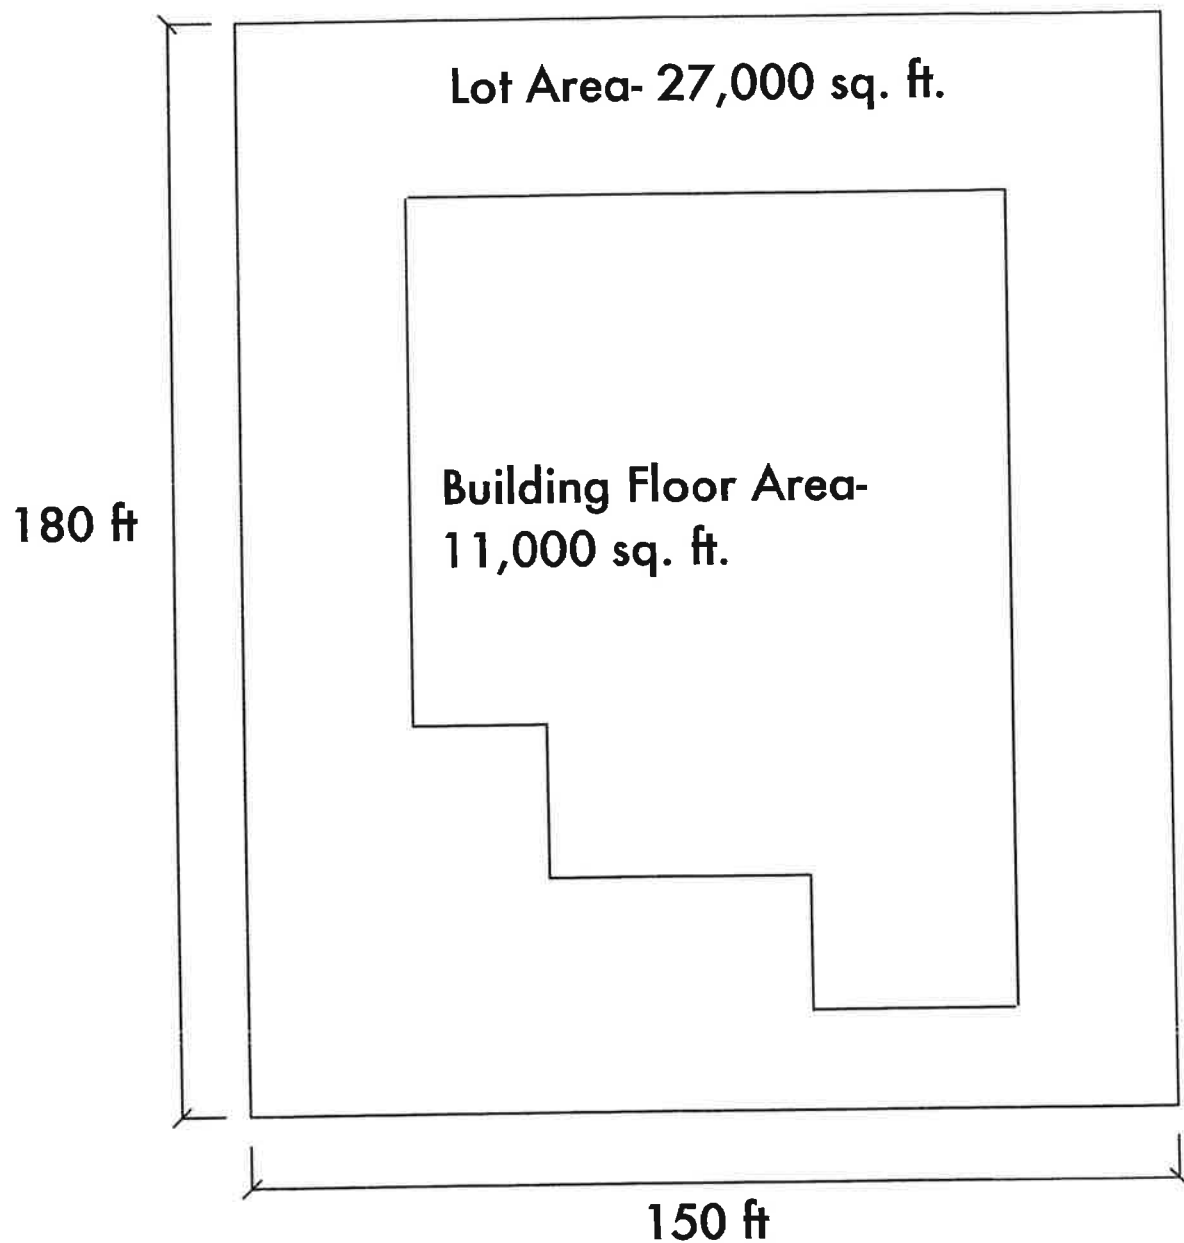 Lot Area- 27,000 sq. ft.
Building Floor Area-
11,000 sq. ft.
180 ft
150 ft